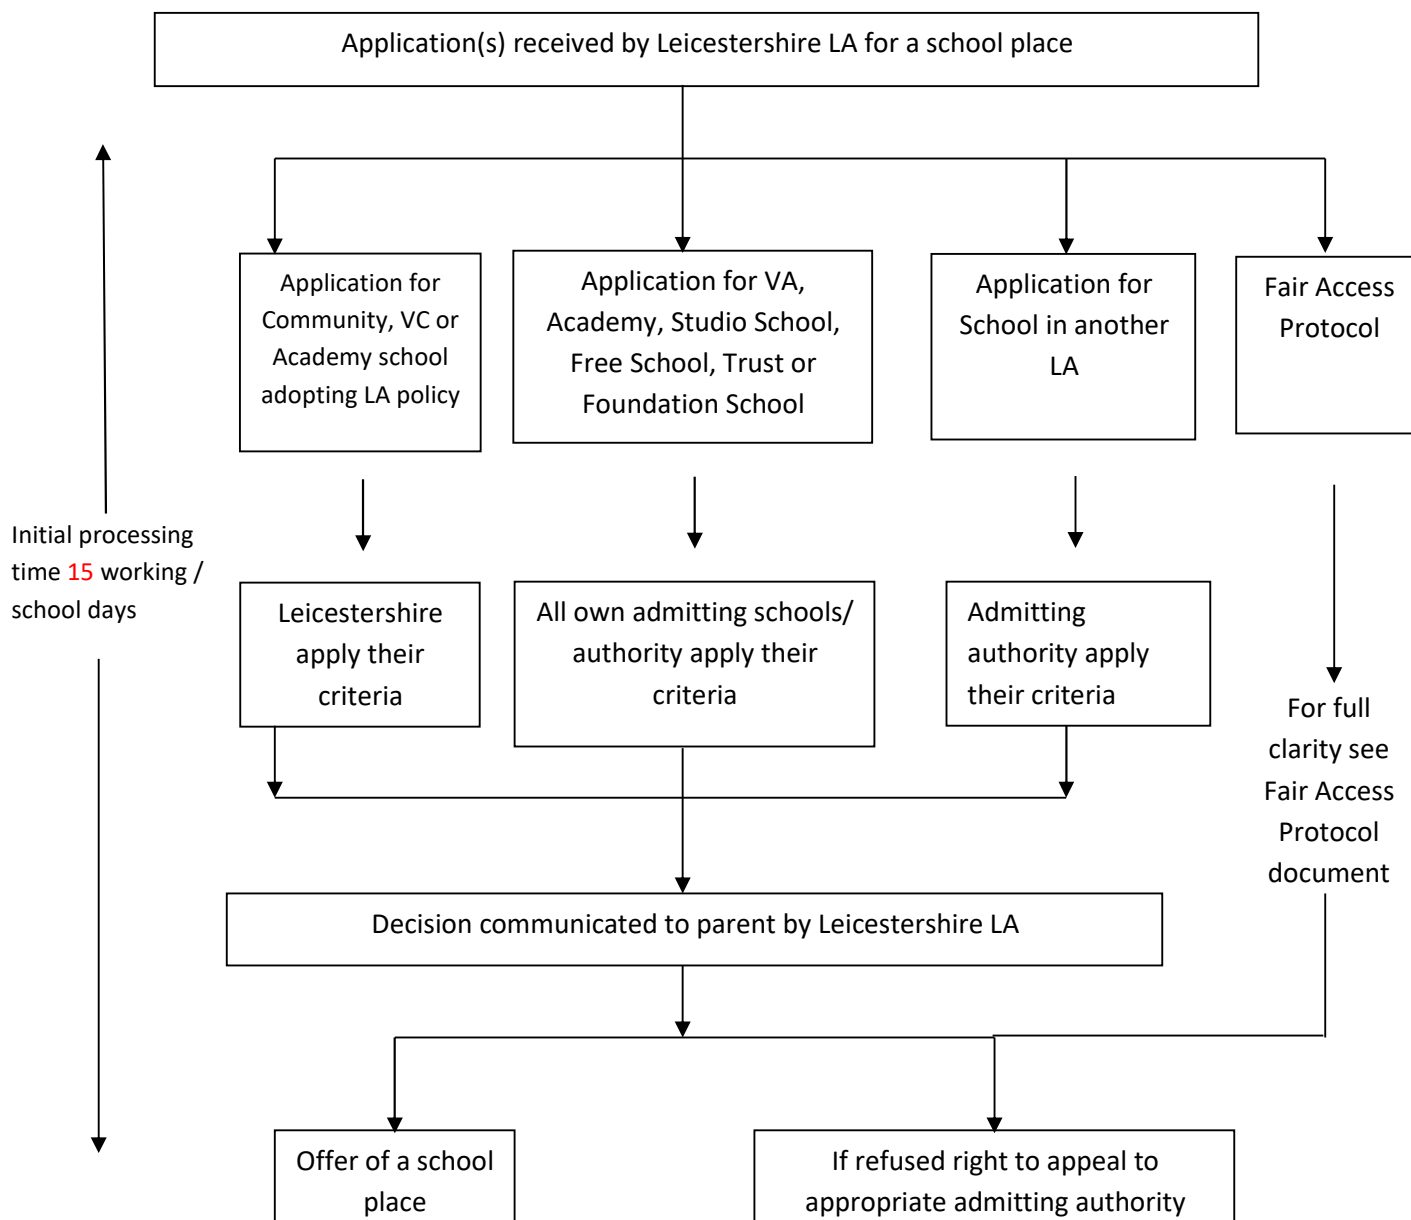 Application(s) received by Leicestershire LA for a school place
Application for
Community, VC or
Academy school
adopting LA policy
Application for VA,
Academy, Studio School,
Free School, Trust or
Foundation School
Application for
School in another
LA
Fair Access
Protocol
Initial processing
time 15 working /
school days
Leicestershire
apply their
criteria
All own admitting schools/
authority apply their
criteria
Admitting
authority apply
their criteria
For full
clarity see
Fair Access
Protocol
document
Decision communicated to parent by Leicestershire LA
Offer of a school
place
If refused right to appeal to
appropriate admitting authority